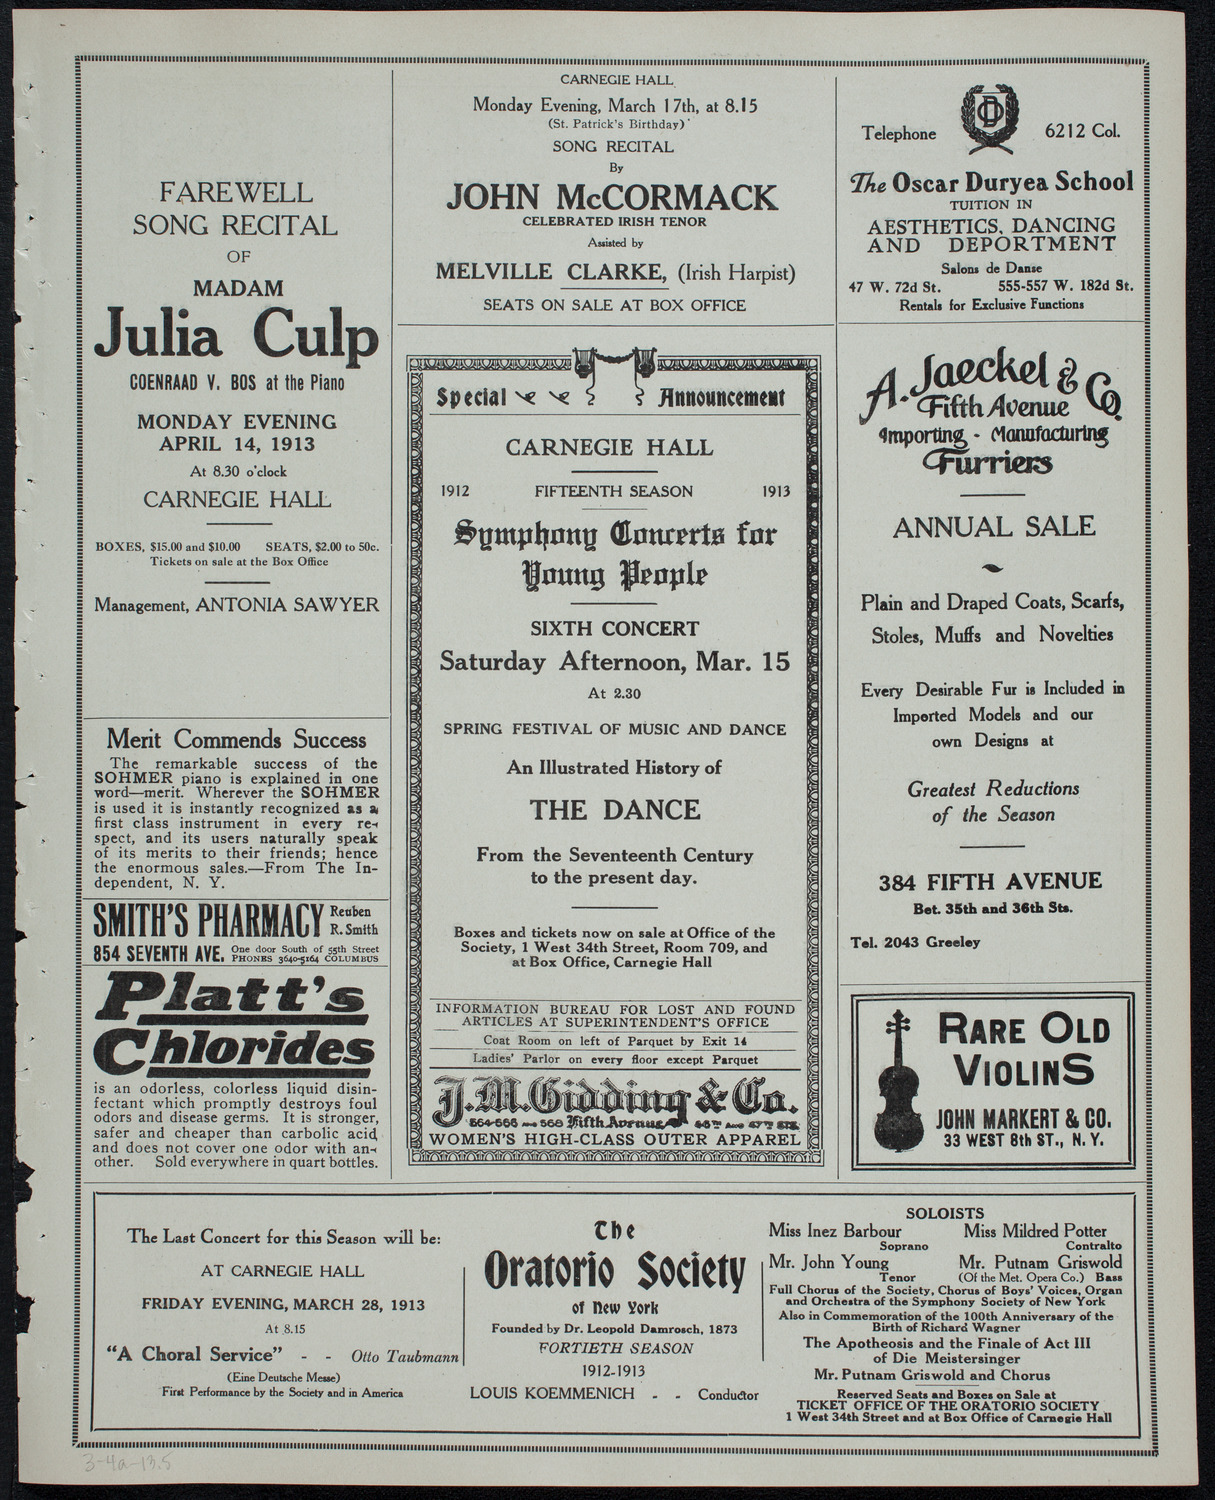 FAREWELL
SONG RECITAL
OF
MADAM
Julia Culp
COENRAAD V. BOS at the Piano
MONDAY EVENING
APRIL 14, 1913
At 8.30 o'clock
CARNEGIE HALL
BOXES, $15.00 and $10.00 SEATS, $2.00 to 50c.
Tickets on sale at the Box Office
Management, ANTONIA SAWYER
Merit Commends Success
The remarkable success of the
SOHMER piano is explained in one
word—merit. Wherever the SOHMER
is used it is instantly recognized as a
first class instrument in every re-
spect, and its users naturally speak
of its merits to their friends; hence
the enormous sales.—From The In-
dependent, N. Y.
SMITH'S PHARMACY Reuben
R. Smith
854 SEVENTH AVE. One door South of 55th Street
PHONES 3640-5164 COLUMBUS
Platt's
Chlorides
is an odorless, colorless liquid disin-
fectant which promptly destroys foul
odors and disease germs. It is stronger,
safer and cheaper than carbolic acid
and does not cover one odor with an-
other. Sold everywhere in quart bottles.
CARNEGIE HALL
Monday Evening, March 17th, at 8.15
(St. Patrick's Birthday)
SONG RECITAL
By
JOHN McCORMACK
CELEBRATED IRISH TENOR
Assisted by
MELVILLE CLARKE, (Irish Harpist)
SEATS ON SALE AT BOX OFFICE
Special Announcement
CARNEGIE HALL
1912 FIFTEENTH SEASON 1913
Symphony Concerts for
Young People
SIXTH CONCERT
Saturday Afternoon, Mar. 15
At 2.30
SPRING FESTIVAL OF MUSIC AND DANCE
An Illustrated History of
THE DANCE
From the Seventeenth Century
to the present day.
Boxes and tickets now on sale at Office of the
Society, 1 West 34th Street, Room 709, and
at Box Office, Carnegie Hall
INFORMATION BUREAU FOR LOST AND FOUND
ARTICLES AT SUPERINTENDENT'S OFFICE
Coat Room on left of Parquet by Exit 14
Ladies' Parlor on every floor except Parquet
J.M. Gidding & Co.
564-566 AND 568 Fifth Avenue 46TH AND 47TH STS.
WOMEN'S HIGH-CLASS OUTER APPAREL
Telephone OD 6212 Col.
The Oscar Duryea School
TUITION IN
AESTHETICS, DANCING
AND DEPORTMENT
Salons de Danse
47 W. 72d St. 555-557 W. 182d St.
Rentals for Exclusive Functions
A. Jaeckel & Co.
Fifth Avenue
Importing - Manufacturing
Furriers
ANNUAL SALE
Plain and Draped Coats, Scarfs,
Stoles, Muffs and Novelties
Every Desirable Fur is Included in
Imported Models and our
own Designs at
Greatest Reductions
of the Season
384 FIFTH AVENUE
Bet. 35th and 36th Sts.
Tel. 2043 Greeley
RARE OLD
VIOLINS
JOHN MARKERT & CO.
33 WEST 8th ST., N. Y.
The Last Concert for this Season will be:
AT CARNEGIE HALL
FRIDAY EVENING, MARCH 28, 1913
At 8.15
"A Choral Service" - - Otto Taubmann
(Eine Deutsche Messe)
First Performance by the Society and in America
The
Oratorio Society
of New York
Founded by Dr. Leopold Damrosch, 1873
FORTIETH SEASON
1912-1913
LOUIS KOEMMENICH - - Conductor
SOLOISTS
Miss Inez Barbour Miss Mildred Potter
Soprano Contralto
Mr. John Young Mr. Putnam Griswold
Tenor (Of the Met. Opera Co.) Bass
Full Chorus of the Society, Chorus of Boys' Voices, Organ
and Orchestra of the Symphony Society of New York
Also in Commemoration of the 100th Anniversary of the
Birth of Richard Wagner
The Apotheosis and the Finale of Act III
of Die Meistersinger
Mr. Putnam Griswold and Chorus
Reserved Seats and Boxes on Sale at
TICKET OFFICE OF THE ORATORIO SOCIETY
1 West 34th Street and at Box Office of Carnegie Hall
3-4a-13.5